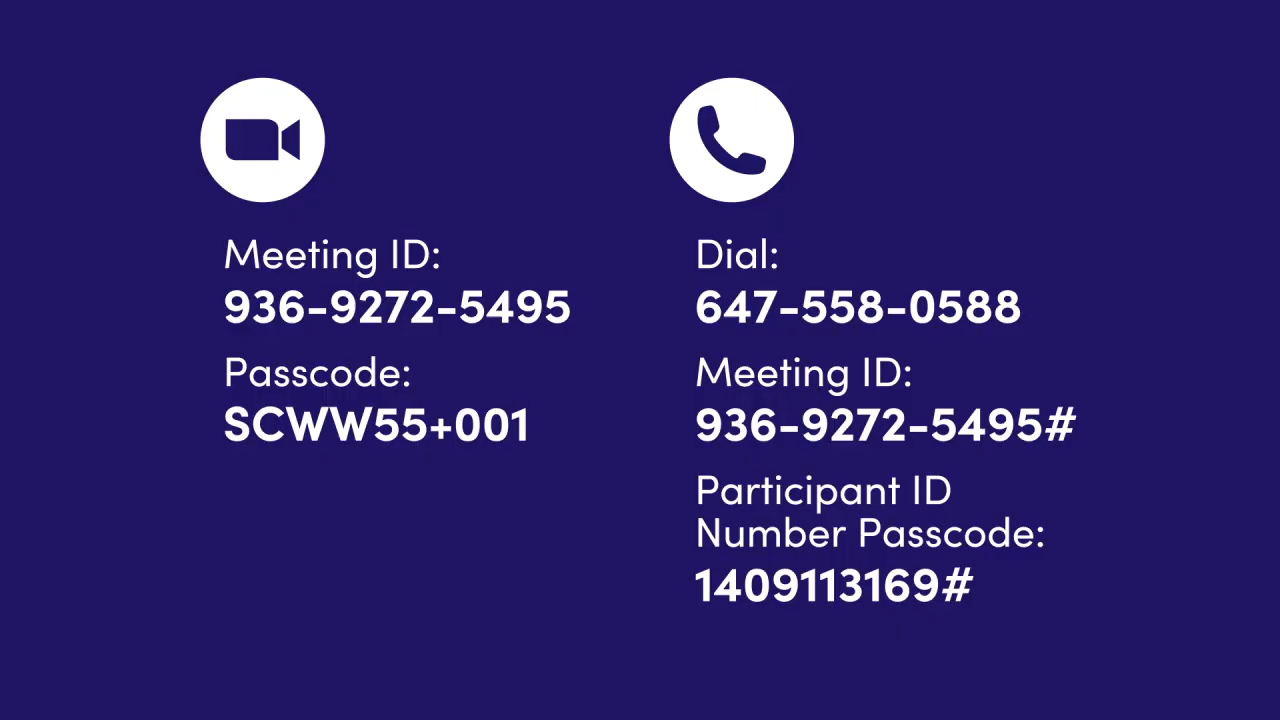 Meeting ID:
936-9272-5495
Passcode:
SCWW55+001
Dial:
647-558-0588
Meeting ID:
936-9272-5495#
Participant ID
Number Passcode:
1409113169#